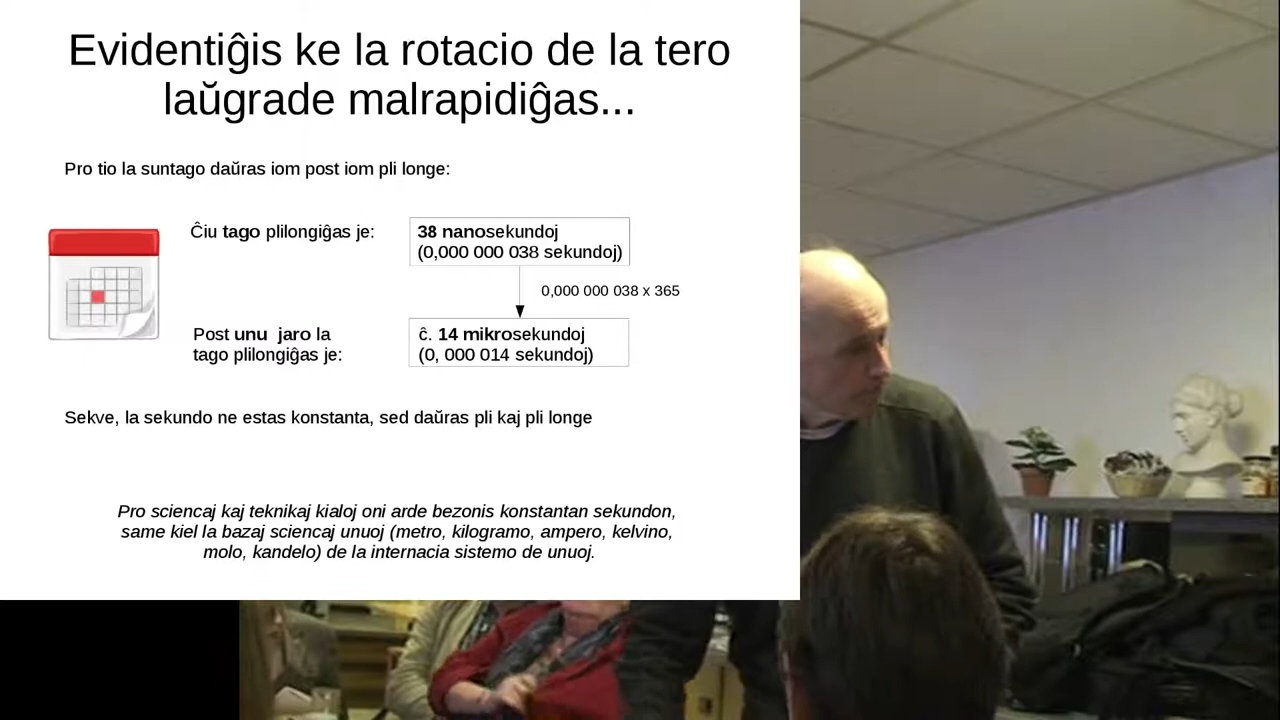 Evidentiĝis ke la rotacio de la tero
laŭgrade malrapidiĝas...
Pro tio la suntago daŭras iom post iom pli longe:
Ĉiu tago plilongiĝas je:
38 nanosekundoj
(0,000 000 038 sekundoj)
0,000 000 038 x 365
Post unu jaro la
tago plilongiĝas je:
ĉ. 14 mikrosekundoj
(0, 000 014 sekundoj)
Sekve, la sekundo ne estas konstanta, sed daŭras pli kaj pli longe
Pro sciencaj kaj teknikaj kialoj oni arde bezonis konstantan sekundon,
same kiel la bazaj sciencaj unuoj (metro, kilogramo, ampero, kelvino,
molo, kandelo) de la internacia sistemo de unuoj.